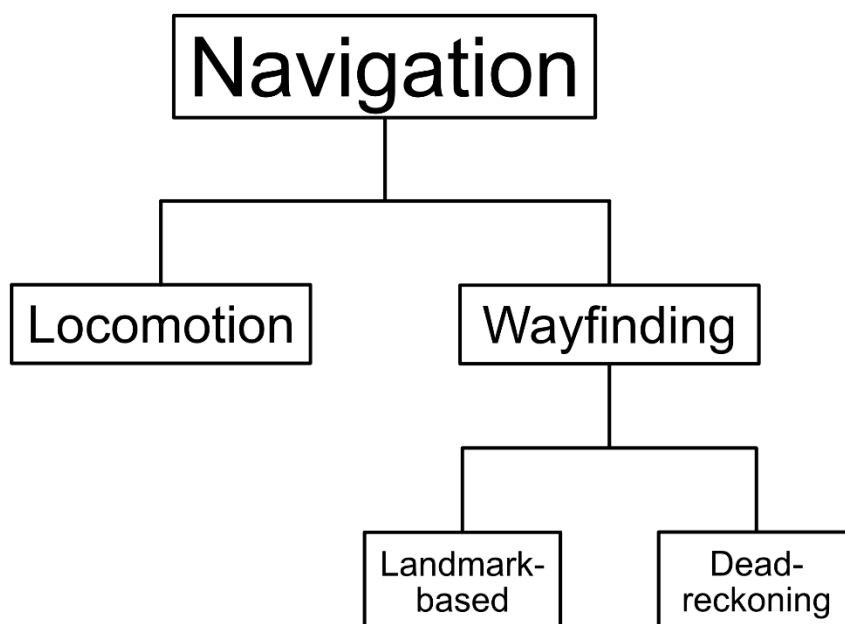 Navigation
Locomotion
Wayfinding
Landmark-
based
Dead-
reckoning